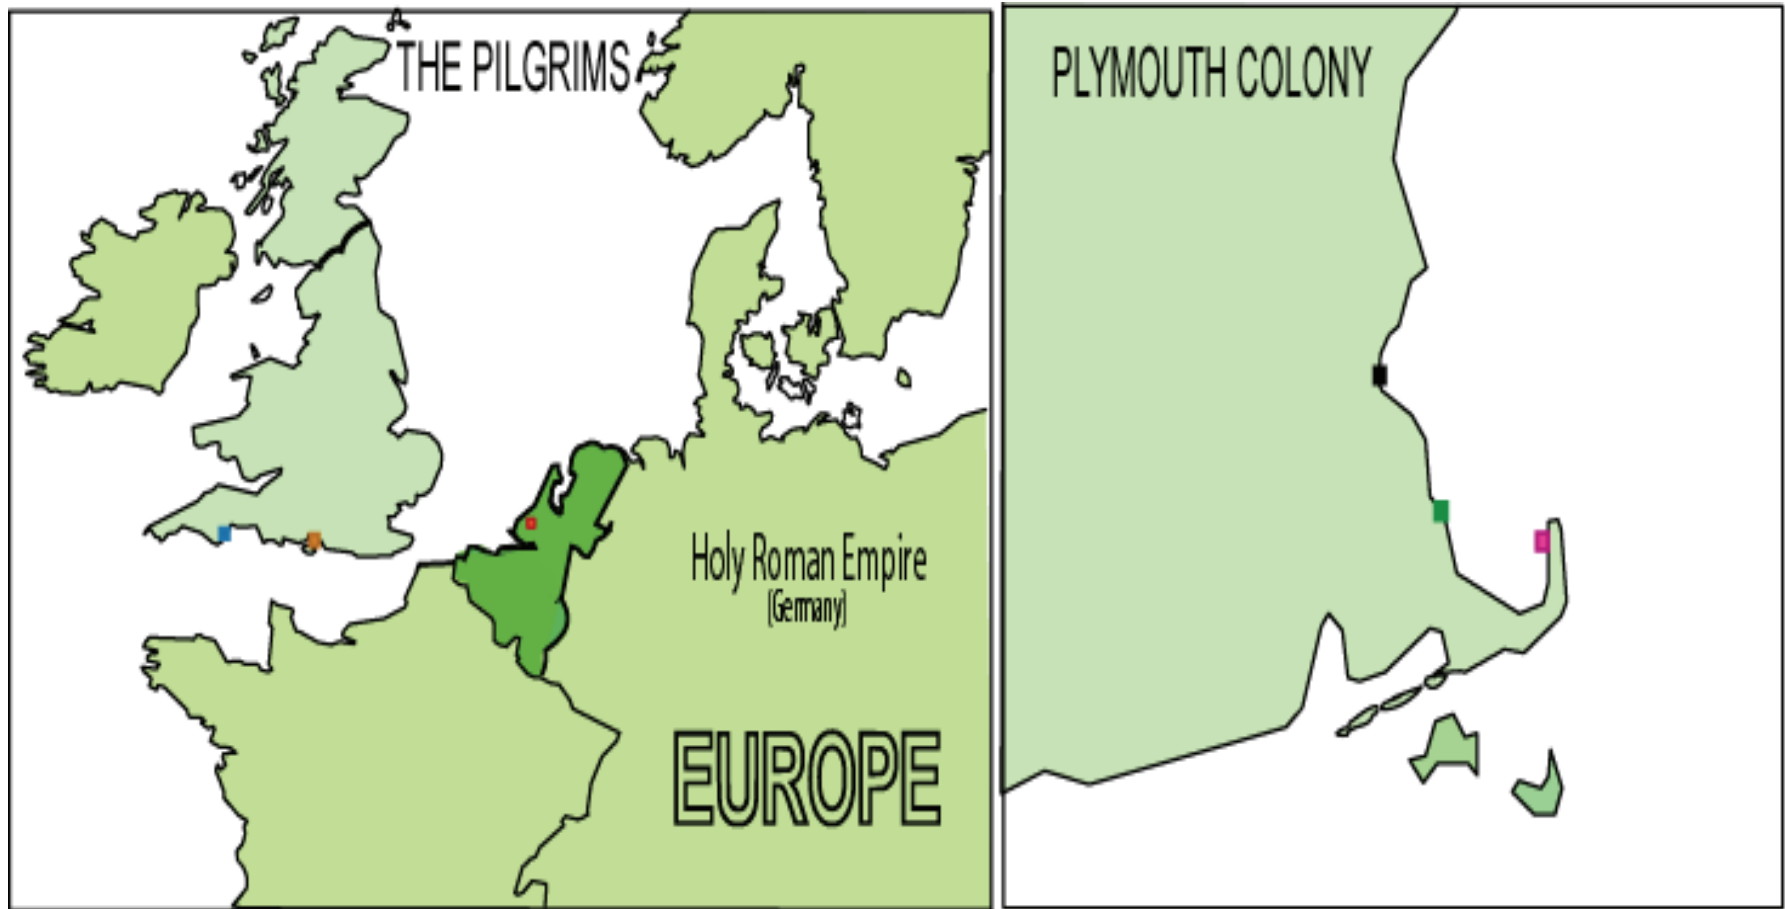 THE PILGRIMS
Holy Roman Empire
(Germany)
EUROPE
PLYMOUTH COLONY